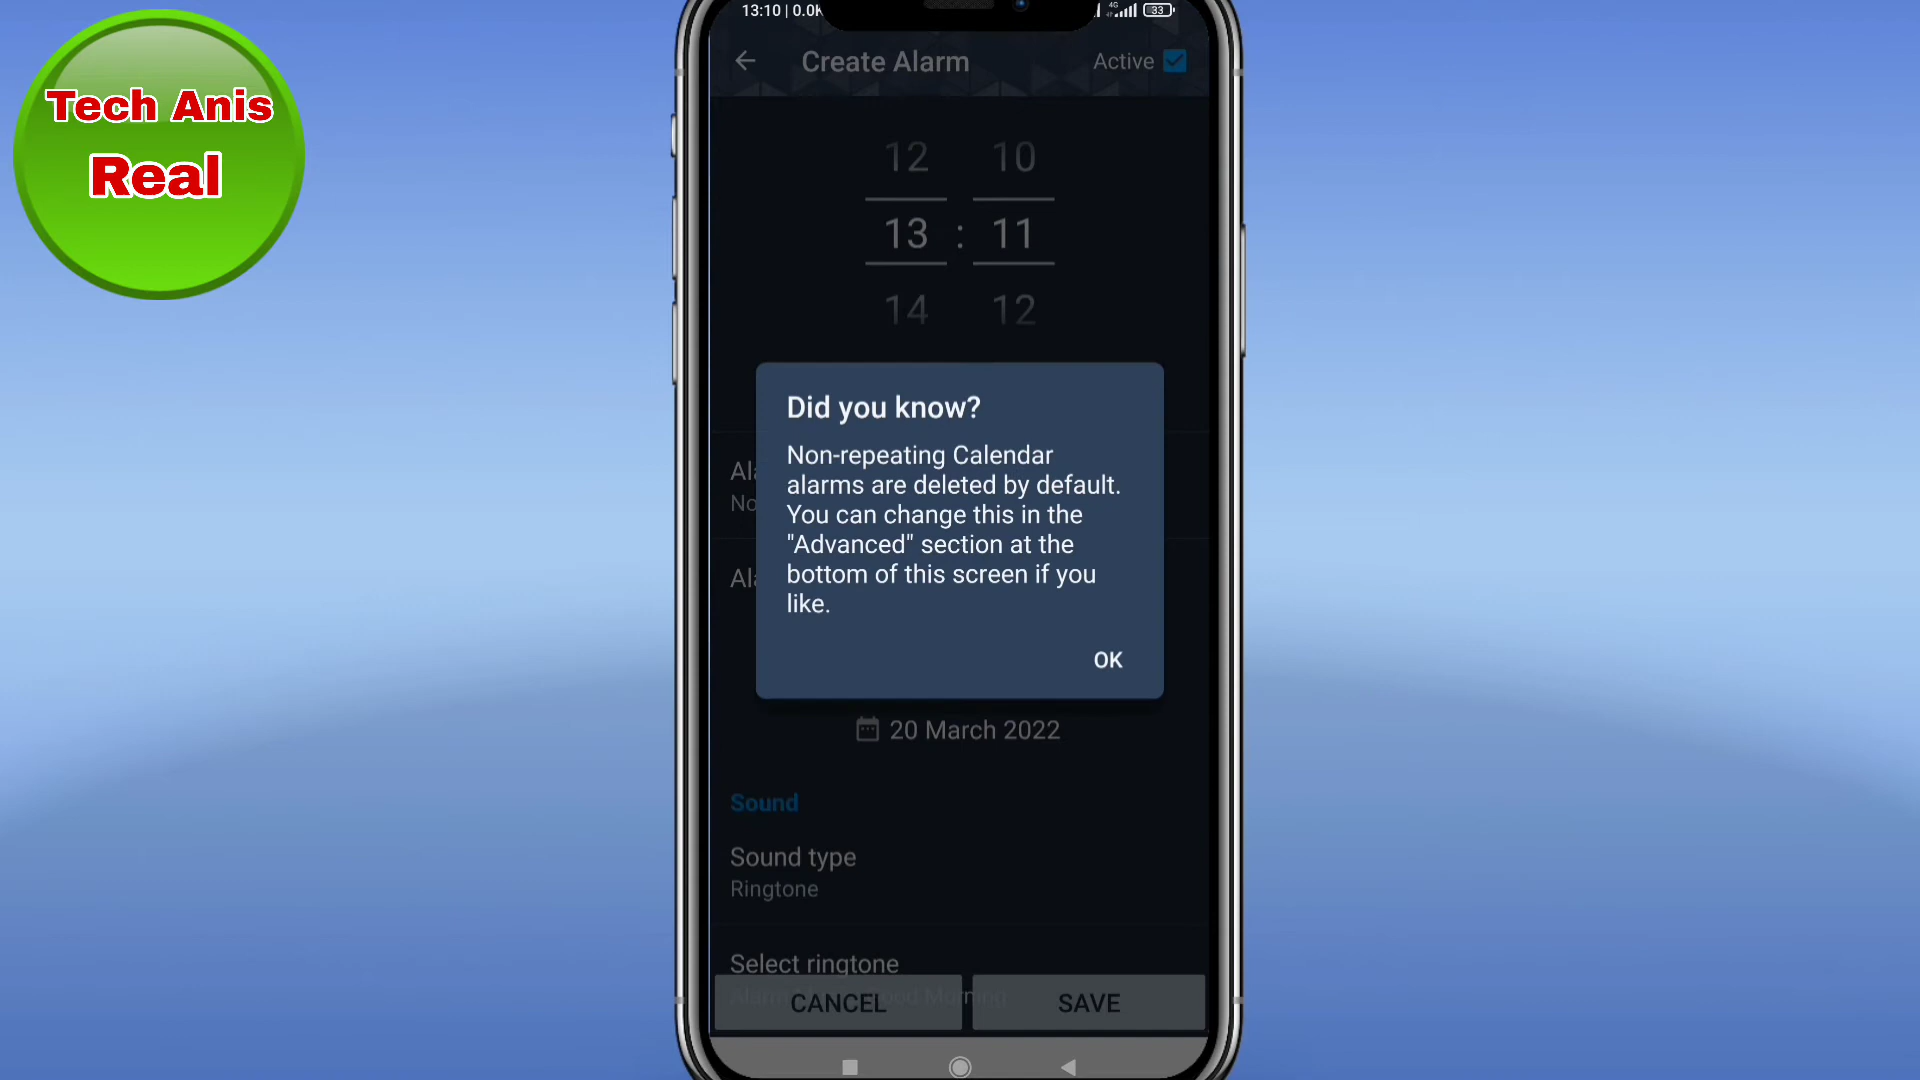 Tech Anis
Real
13:10 | 0.0K
4G
33
Create Alarm
Active
12 10
13 : 11
14 12
Did you know?
Non-repeating Calendar
alarms are deleted by default.
You can change this in the
"Advanced" section at the
bottom of this screen if you
like.
OK
20 March 2022
Sound
Sound type
Ringtone
Select ringtone
CANCEL
SAVE